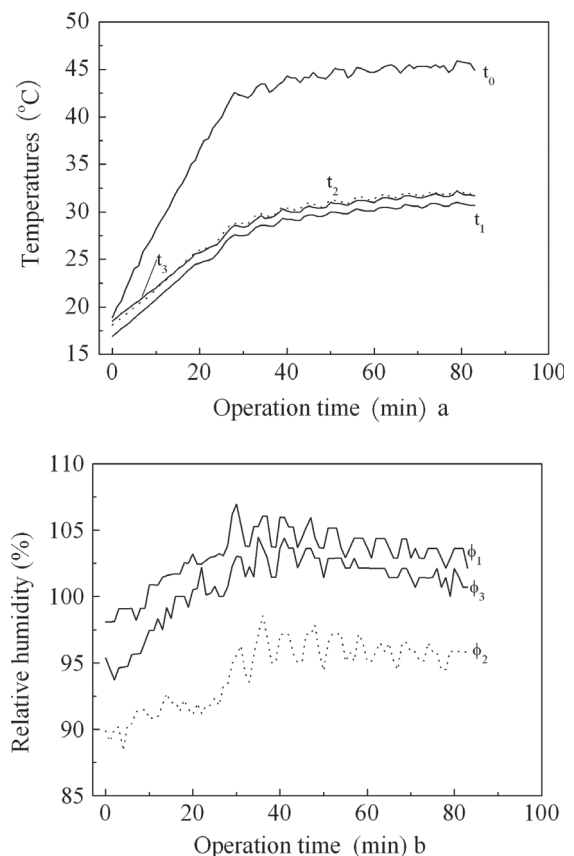 50
45
40
35
30
25
20
15
Temperatures (°C)
t0
t2
t1
t3
0 20 40 60 80 100
Operation time (min) a
110
105
100
95
90
85
Relative humidity (%)
ϕ1
ϕ3
ϕ2
0 20 40 60 80 100
Operation time (min) b